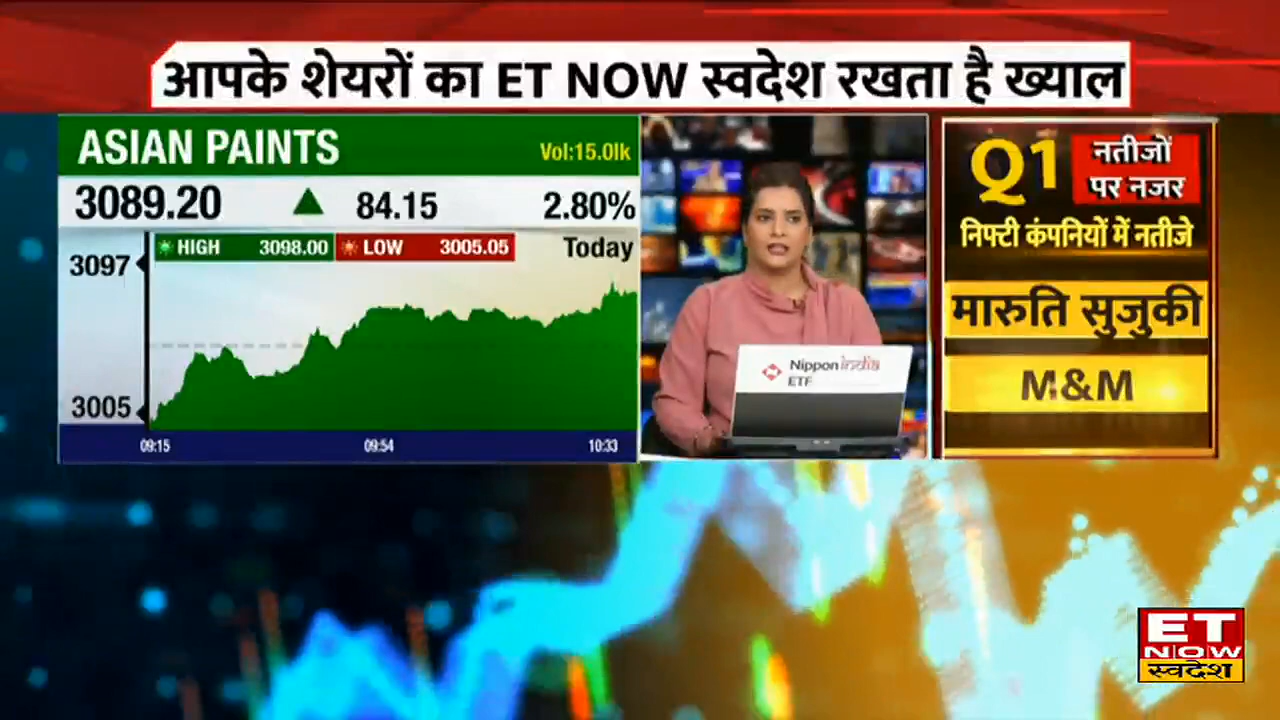 आपके शेयरों का ET NOW स्वदेश रखता है ख्याल
ASIAN PAINTS
Vol:15.0lk
3089.20 ▲ 84.15 2.80%
HIGH 3098.00 LOW 3005.05 Today
3097
3005
09:15 09:54 10:33
Nippon india
ETF
Q1 नतीजों
पर नजर
निफ्टी कंपनियों में नतीजे
मारुति सुजुकी
M&M
ET
NOW
स्वदेश